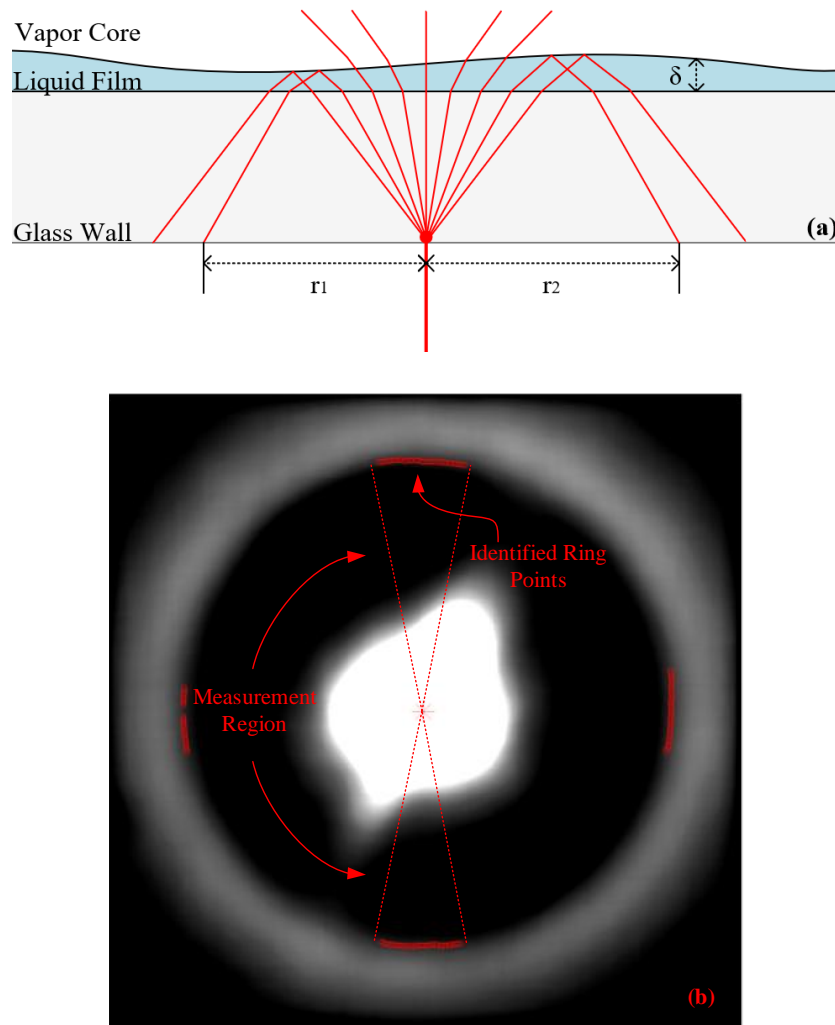 Vapor Core
Liquid Film
δ
Glass Wall
(a)
r1
r2
Identified Ring
Points
Measurement
Region
(b)